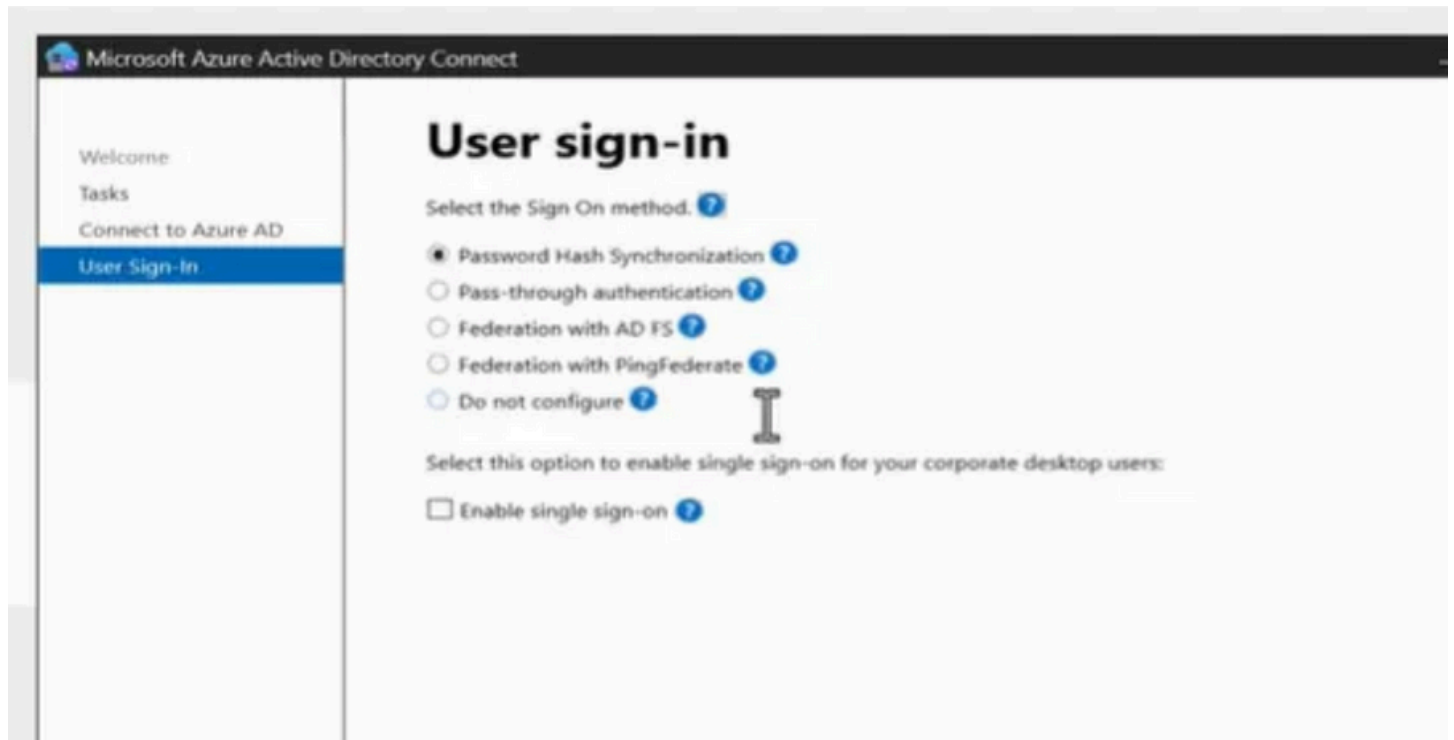 Microsoft Azure Active Directory Connect
Welcome
Tasks
Connect to Azure AD
User Sign-In
User sign-in
Select the Sign On method. ?
Password Hash Synchronization ?
Pass-through authentication ?
Federation with AD FS ?
Federation with PingFederate ?
Do not configure ?
Select this option to enable single sign-on for your corporate desktop users:
Enable single sign-on ?